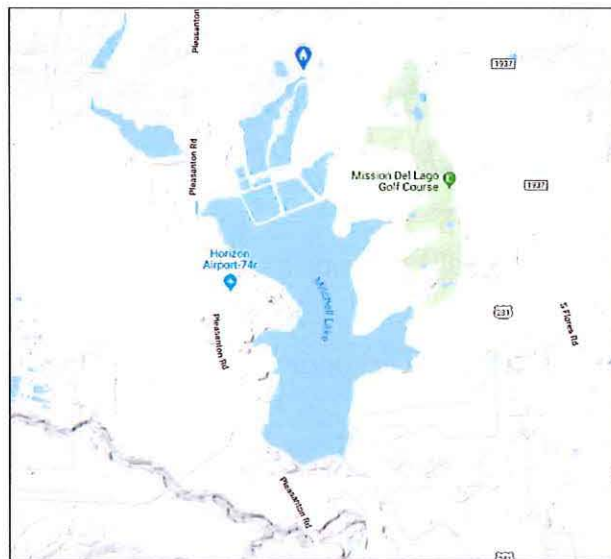 Pleasanton
1937
Pleasanton Rd
Mission Del Lago
Golf Course
1937
Horizon
Airport-74r
Mitchell Lake
281
S Flores Rd
Pleasanton Rd
Pleasanton Rd